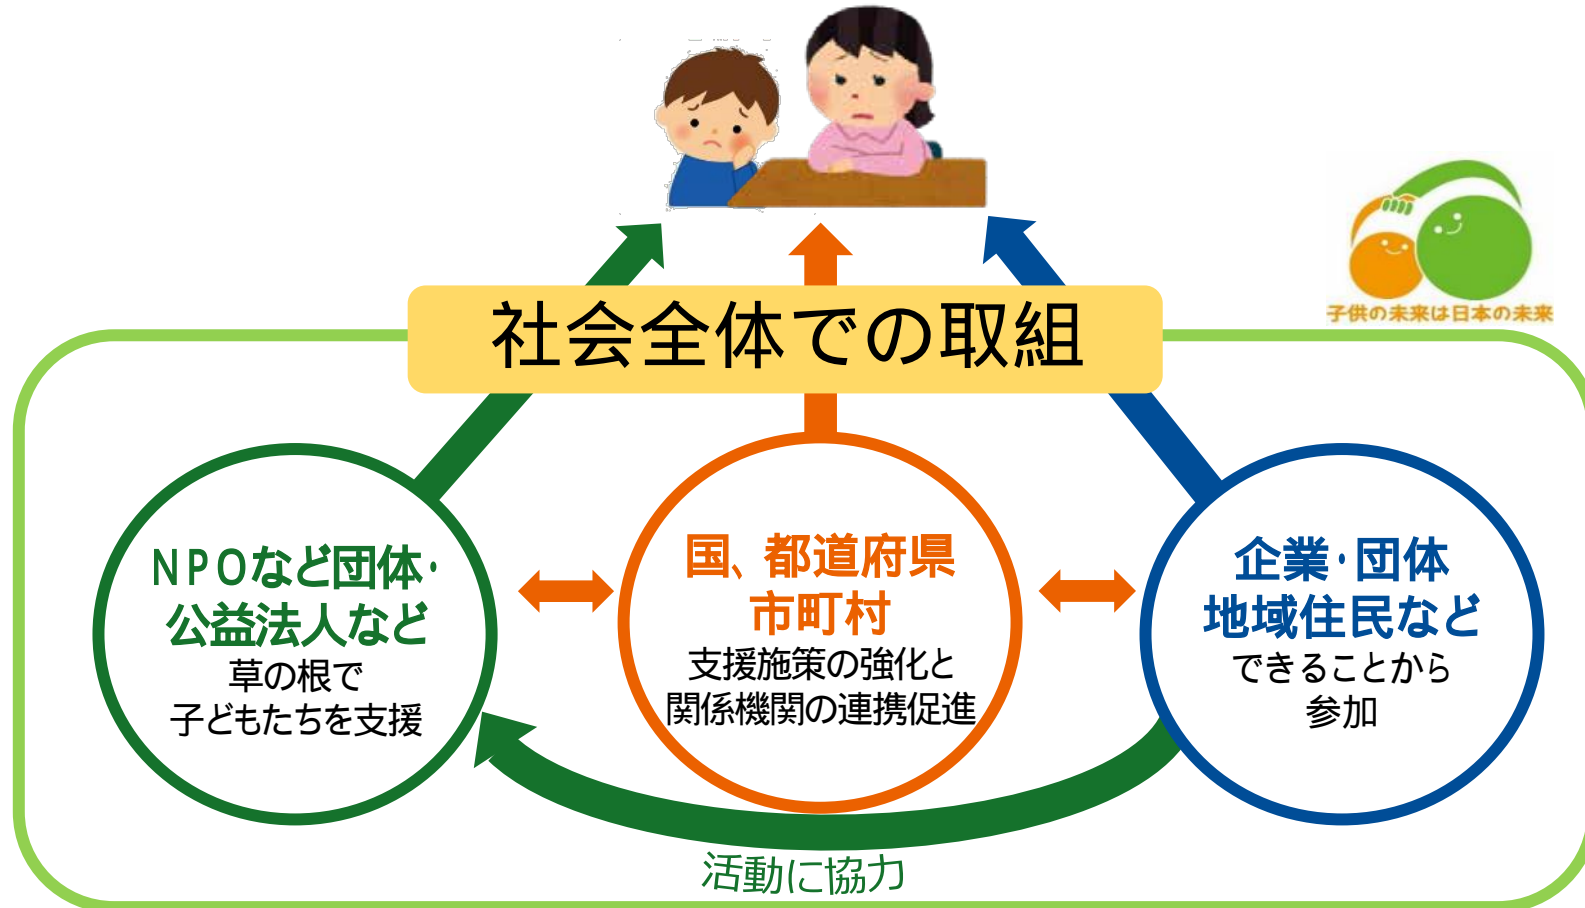 子供の未来は日本の未来
社会全体での取組
NPOなど団体・
公益法人など
草の根で
子どもたちを支援
国、都道府県
市町村
支援施策の強化と
関係機関の連携促進
企業・団体
地域住民など
できることから
参加
活動に協力